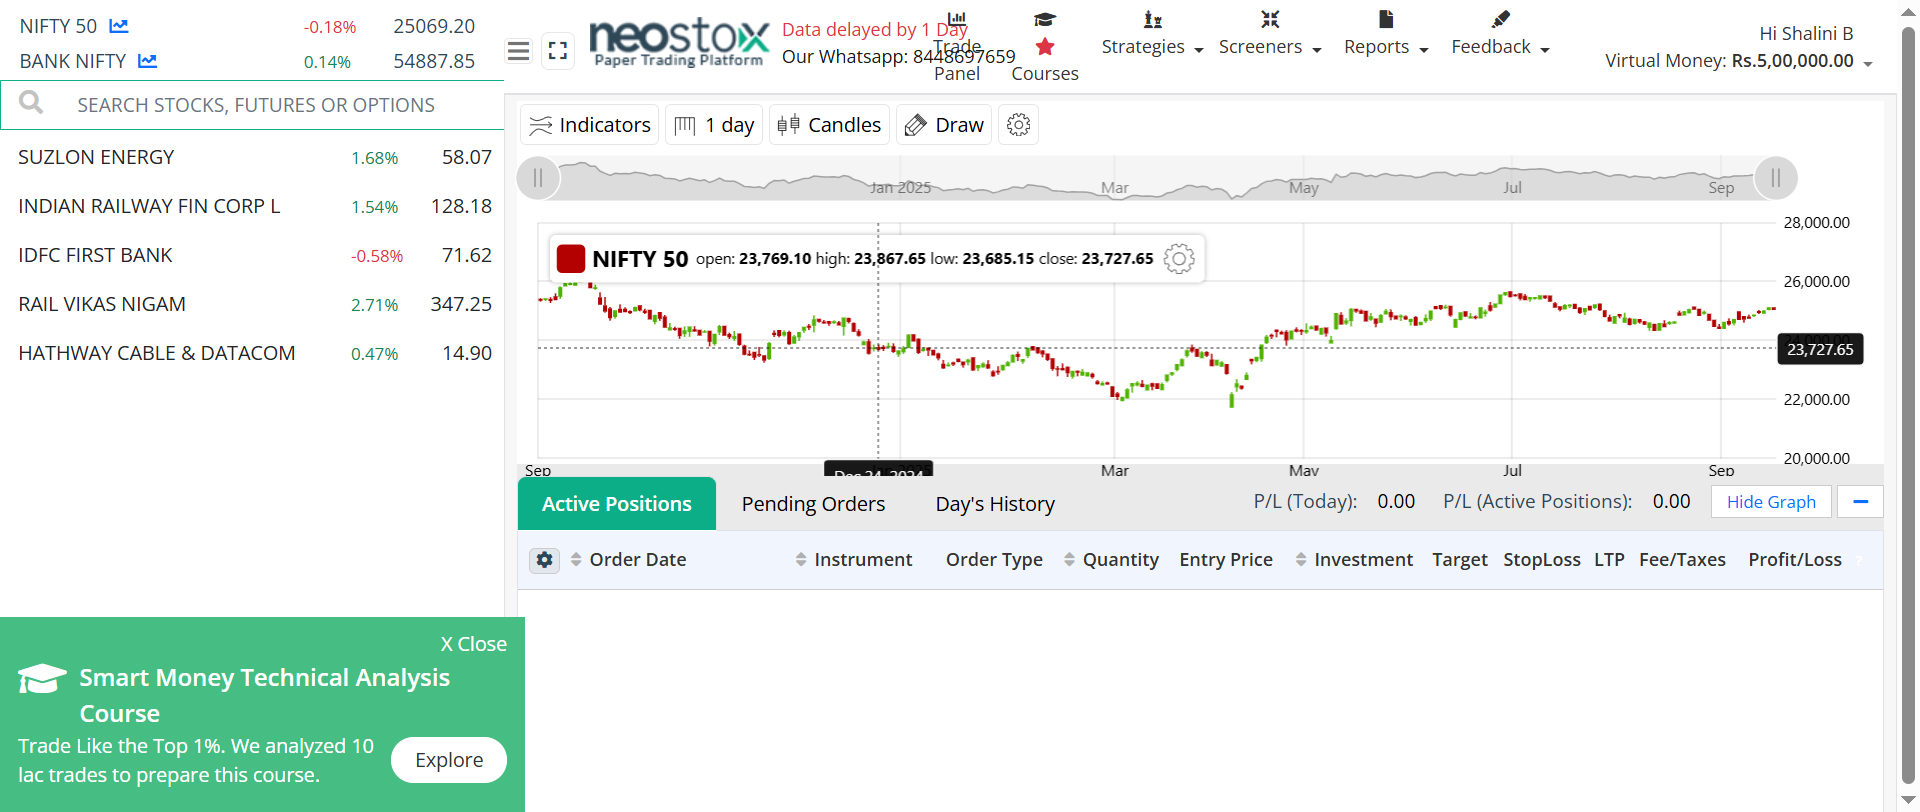 NIFTY 50 -0.18% 25069.20
BANK NIFTY 0.14% 54887.85
SEARCH STOCKS, FUTURES OR OPTIONS
SUZLON ENERGY 1.68% 58.07
INDIAN RAILWAY FIN CORP L 1.54% 128.18
IDFC FIRST BANK -0.58% 71.62
RAIL VIKAS NIGAM 2.71% 347.25
HATHWAY CABLE & DATACOM 0.47% 14.90
X Close
Smart Money Technical Analysis
Course
Trade Like the Top 1%. We analyzed 10
lac trades to prepare this course.
Explore
neostox
Paper Trading Platform
Data delayed by 1 Day
Our Whatsapp: 8448697659
Trade
Panel
Courses
Strategies
Screeners
Reports
Feedback
Hi Shalini B
Virtual Money: Rs.5,00,000.00
Indicators 1 day Candles Draw
Jan 2025 Mar May Jul Sep
NIFTY 50 open: 23,769.10 high: 23,867.65 low: 23,685.15 close: 23,727.65
28,000.00
26,000.00
24,000.00
23,727.65
22,000.00
20,000.00
Sep Dec 24, 2024 Jan 2025 Mar May Jul Sep
Active Positions Pending Orders Day's History P/L (Today): 0.00 P/L (Active Positions): 0.00 Hide Graph
Order Date Instrument Order Type Quantity Entry Price Investment Target StopLoss LTP Fee/Taxes Profit/Loss